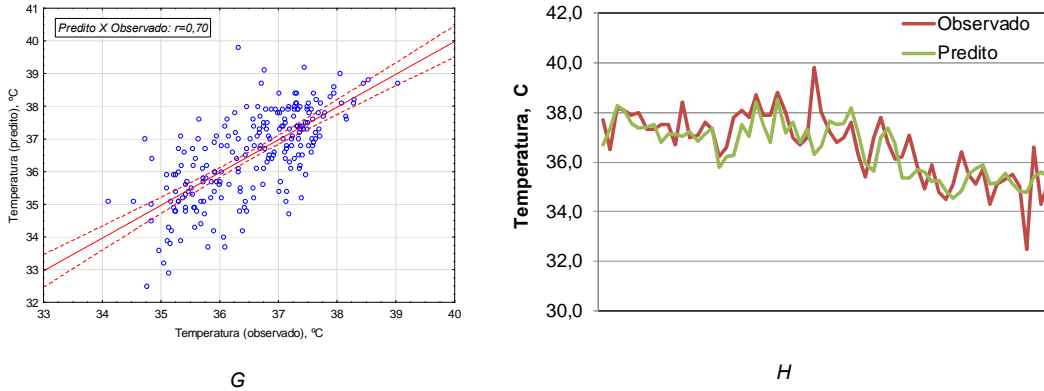 Predito X Observado: r=0,70
41
40
39
38
37
36
35
34
33
32
33 34 35 36 37 38 39 40
Temperatura (predito), ºC
Temperatura (observado), ºC
G
42,0
40,0
38,0
36,0
34,0
32,0
30,0
Temperatura, C
Observado
Predito
H